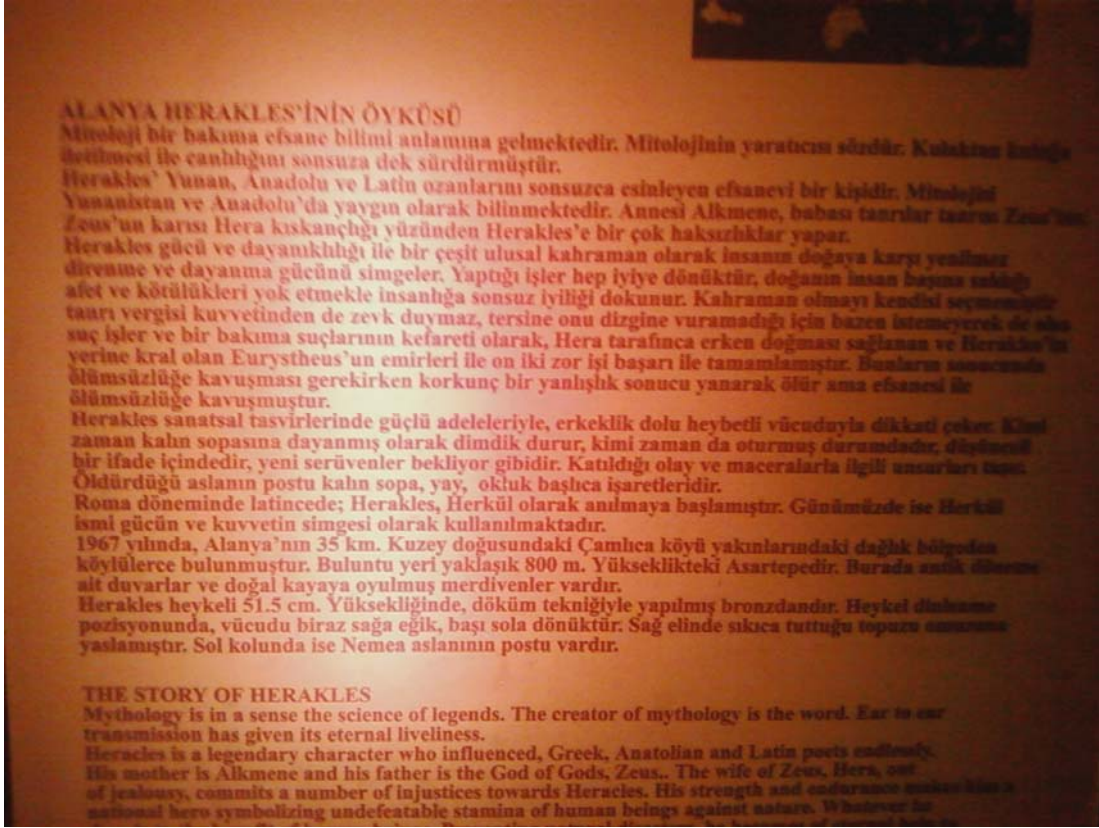 ALANYA HERAKLES'İNİN ÖYKÜSÜ
Mitoloji bir bakıma efsane bilimi anlamına gelmektedir. Mitolojinin yaratıcısı sözdür. Kulaktan kulağa
iletilmesi ile canlılığını sonsuza dek sürdürmüştür.
Herakles' Yunan, Anadolu ve Latin ozanlarını sonsuzca esinleyen efsanevi bir kişidir. Mitolojisi
Yunanistan ve Anadolu'da yaygın olarak bilinmektedir. Annesi Alkmene, babası tanrılar tanrısı Zeus'tur.
Zeus'un karısı Hera kıskançlığı yüzünden Herakles'e bir çok haksızlıklar yapar.
Herakles gücü ve dayanıklılığı ile bir çeşit ulusal kahraman olarak insanın doğaya karşı yenilmez
direnme ve dayanma gücünü simgeler. Yaptığı işler hep iyiye dönüktür, doğanın insan başına saldığı
afet ve kötülükleri yok etmekle insanlığa sonsuz iyiliği dokunur. Kahraman olmayı kendisi seçmemiştir
tanrı vergisi kuvvetinden de zevk duymaz, tersine onu dizgine vuramadığı için bazen istemeyerek de olsa
suç işler ve bir bakıma suçlarının kefareti olarak, Hera tarafınca erken doğması sağlanan ve Herakles'in
yerine kral olan Eurystheus'un emirleri ile on iki zor işi başarı ile tamamlamıştır. Bunların sonucunda
ölümsüzlüğe kavuşması gerekirken korkunç bir yanlışlık sonucu yanarak ölür ama efsanesi ile
ölümsüzlüğe kavuşmuştur.
Herakles sanatsal tasvirlerinde güçlü adeleleriyle, erkeklik dolu heybetli vücuduyla dikkati çeker. Kimi
zaman kalın sopasına dayanmış olarak dimdik durur, kimi zaman da oturmuş durumdadır, düşünceli
bir ifade içindedir, yeni serüvenler bekliyor gibidir. Katıldığı olay ve maceralarla ilgili unsurları taşır.
Öldürdüğü aslanın postu kalın sopa, yay, okluk başlıca işaretleridir.
Roma döneminde latincede; Herakles, Herkül olarak anılmaya başlamıştır. Günümüzde ise Herkül
ismi gücün ve kuvvetin simgesi olarak kullanılmaktadır.
1967 yılında, Alanya'nın 35 km. Kuzey doğusundaki Çamlıca köyü yakınlarındaki dağlık bölgeden
köylülerce bulunmuştur. Buluntu yeri yaklaşık 800 m. Yükseklikteki Asartepedir. Burada antik döneme
ait duvarlar ve doğal kayaya oyulmuş merdivenler vardır.
Herakles heykeli 51.5 cm. Yüksekliğinde, döküm tekniğiyle yapılmış bronzdandır. Heykel dinlenme
pozisyonunda, vücudu biraz sağa eğik, başı sola dönüktür. Sağ elinde sıkıca tuttuğu topuzu omuzuna
yaslamıştır. Sol kolunda ise Nemea aslanının postu vardır.
THE STORY OF HERAKLES
Mythology is in a sense the science of legends. The creator of mythology is the word. Ear to ear
transmission has given its eternal liveliness.
Heracles is a legendary character who influenced, Greek, Anatolian and Latin poets endlessly.
His mother is Alkmene and his father is the God of Gods, Zeus.. The wife of Zeus, Hera, out
of jealousy, commits a number of injustices towards Heracles. His strength and endurance makes him a
national hero symbolizing undefeatable stamina of human beings against nature. Whatever he